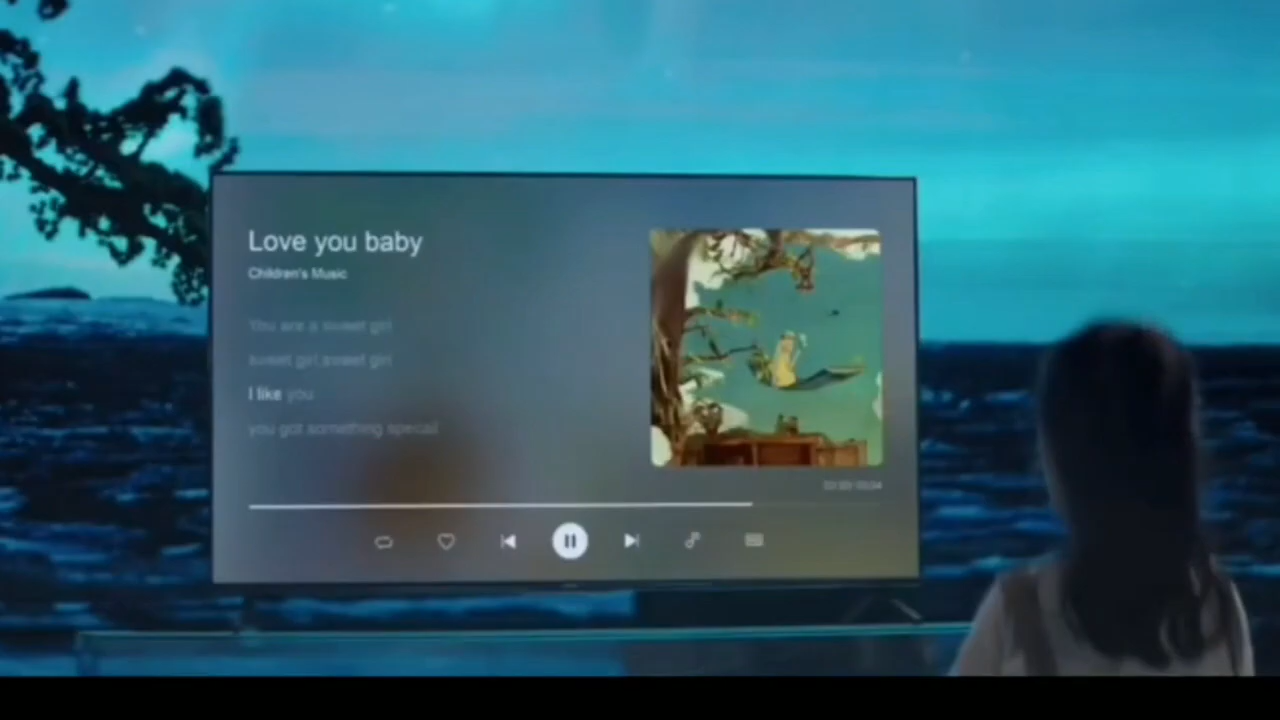 Love you baby
Children's Music
You are a sweet girl
sweet girl,sweet girl
I like you
you got something special